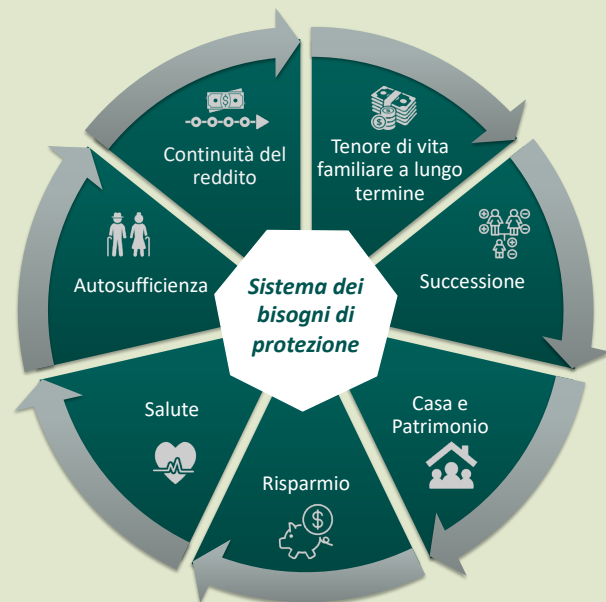 Continuità del
reddito
Tenore di vita
familiare a lungo
termine
Successione
Casa e
Patrimonio
Risparmio
Salute
Autosufficienza
Sistema dei
bisogni di
protezione